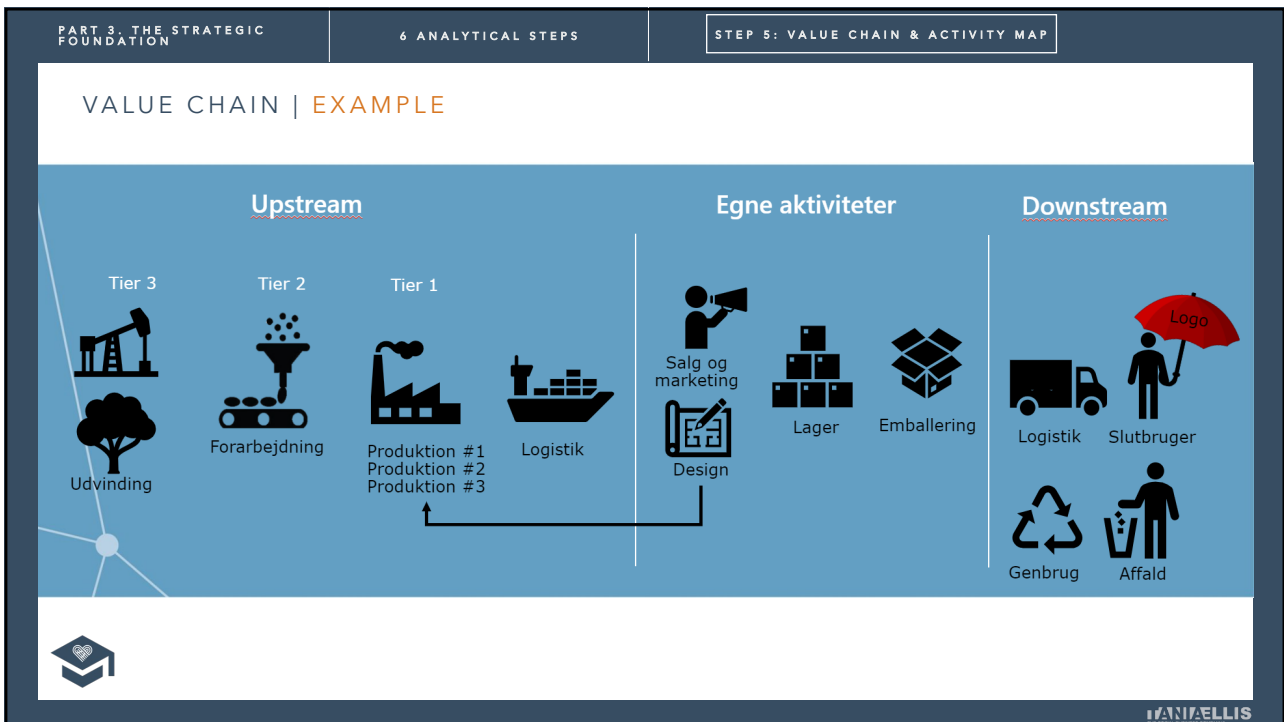 PART 3. THE STRATEGIC
FOUNDATION
6 ANALYTICAL STEPS
STEP 5: VALUE CHAIN & ACTIVITY MAP
VALUE CHAIN | EXAMPLE
Upstream
Egne aktiviteter
Downstream
Tier 3
Tier 2
Tier 1
Udvinding
Forarbejdning
Produktion #1
Produktion #2
Produktion #3
Logistik
Salg og
marketing
Design
Lager
Emballering
Logo
Logistik
Slutbruger
Genbrug
Affald
TANIAELLIS